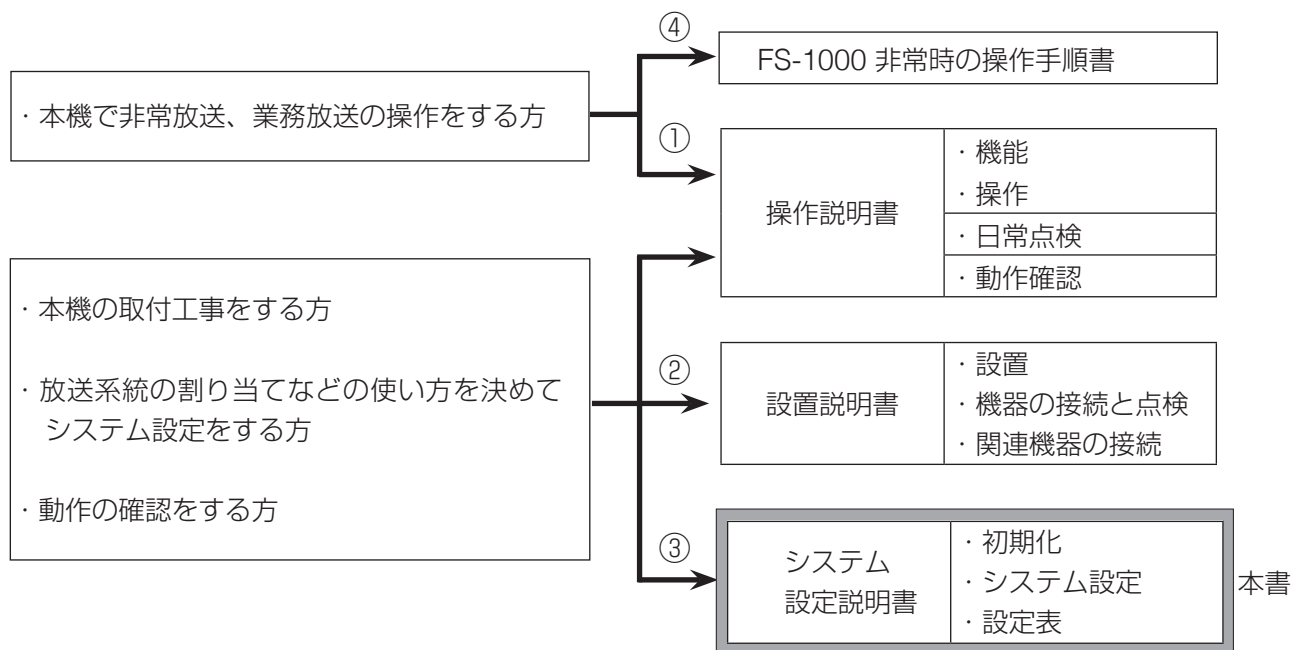 ・本機で非常放送、業務放送の操作をする方
④
FS-1000 非常時の操作手順書
①
操作説明書
・機能
・操作
・日常点検
・動作確認
・本機の取付工事をする方
・放送系統の割り当てなどの使い方を決めて
システム設定をする方
・動作の確認をする方
②
設置説明書
・設置
・機器の接続と点検
・関連機器の接続
③
システム
設定説明書
・初期化
・システム設定
・設定表
本書